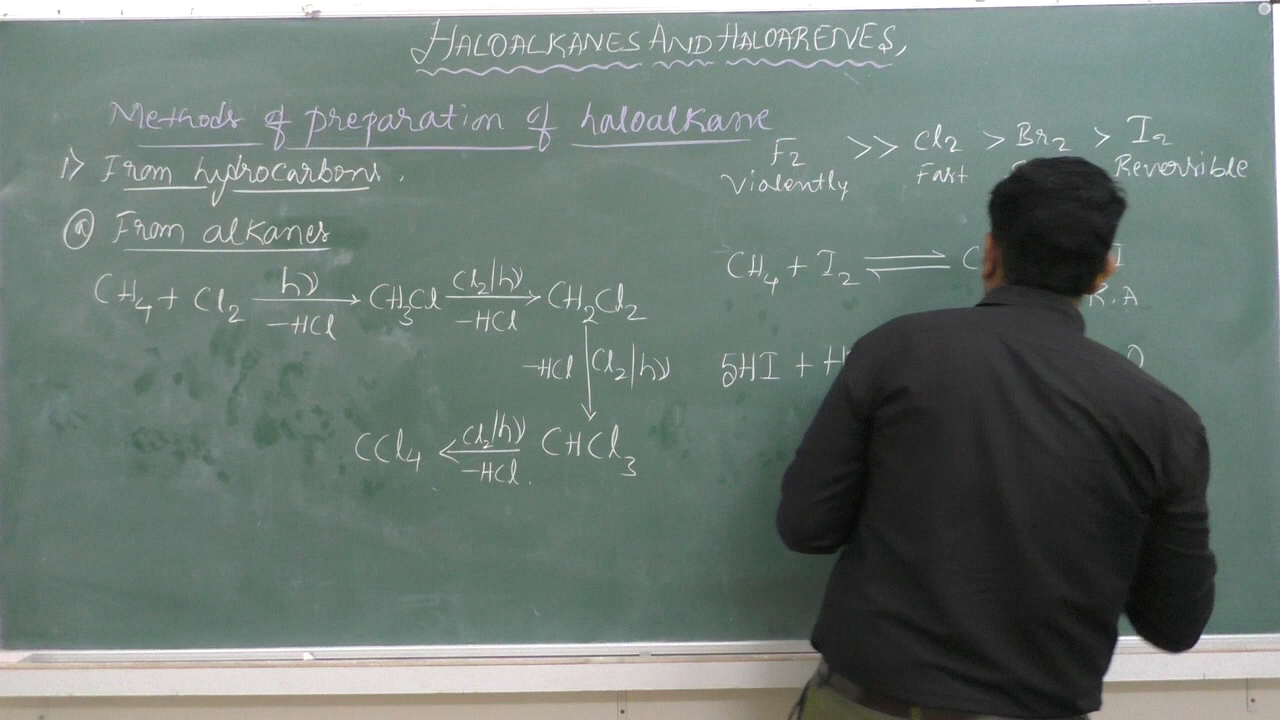 HALOALKANES AND HALOARENES,
Methods of preparation of haloalkane
1) From hydrocarbons.
(a) From alkanes
CH4 + Cl2 hν -HCl → CH3Cl Cl2/hν -HCl → CH2Cl2
-HCl ↓ Cl2/hν
CCl4 ← Cl2/hν -HCl. CHCl3
F2 >> Cl2 > Br2 > I2
Violently Fast Reversible
CH4 + I2 ⇌ C I
R.A
5HI + H O